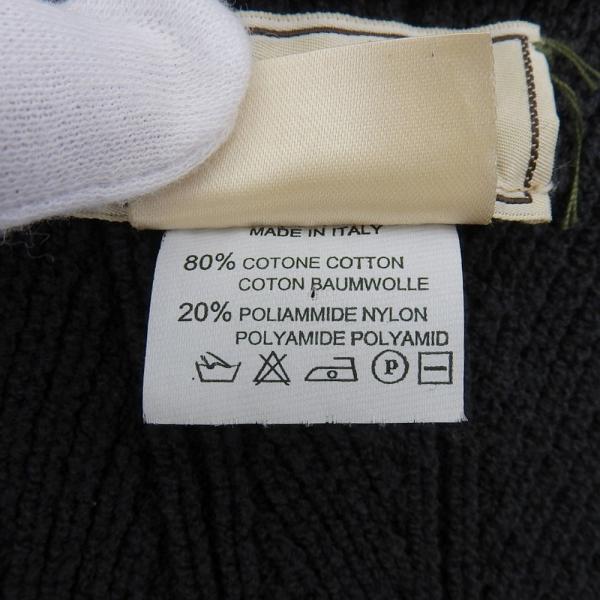 MADE IN ITALY
80% COTONE COTTON
COTON BAUMWOLLE
20% POLIAMMIDE NYLON
POLYAMIDE POLYAMID
P